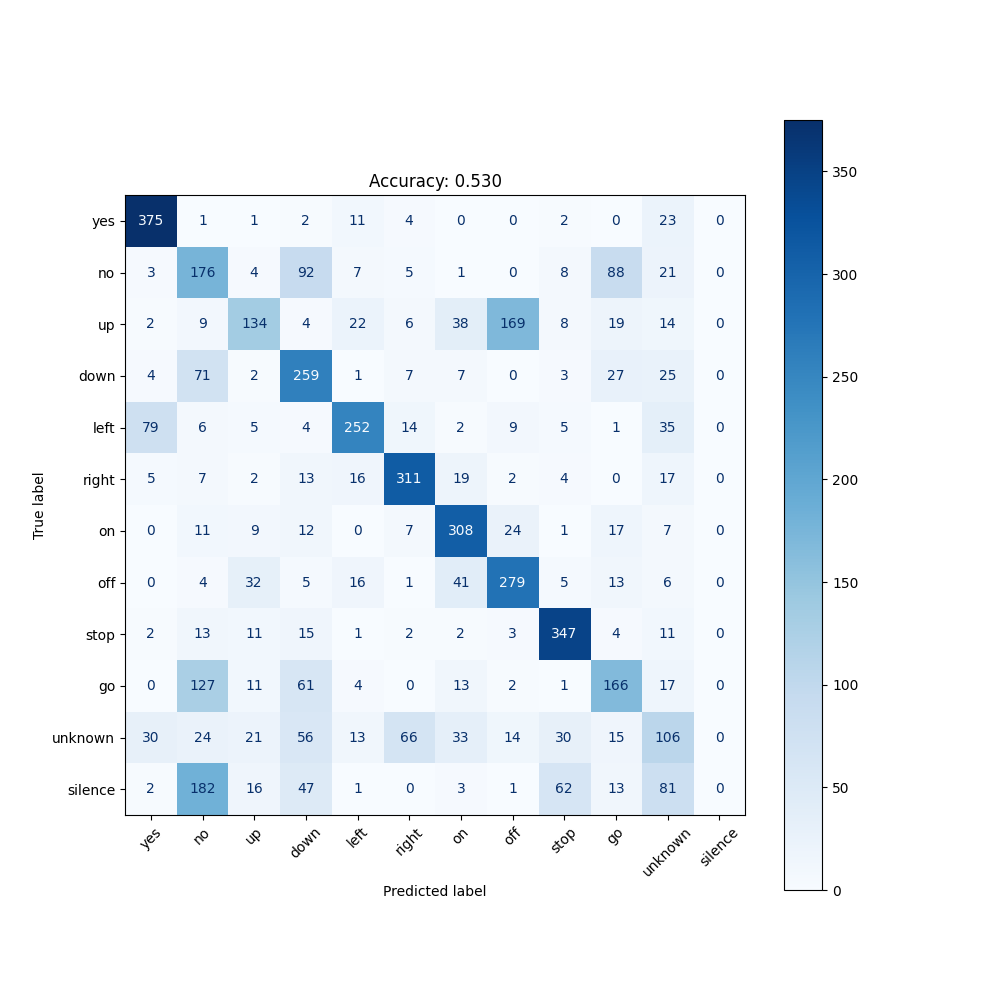 Accuracy: 0.530
yes 375 1 1 2 11 4 0 0 2 0 23 0
no 3 176 4 92 7 5 1 0 8 88 21 0
up 2 9 134 4 22 6 38 169 8 19 14 0
down 4 71 2 259 1 7 7 0 3 27 25 0
left 79 6 5 4 252 14 2 9 5 1 35 0
right 5 7 2 13 16 311 19 2 4 0 17 0
on 0 11 9 12 0 7 308 24 1 17 7 0
off 0 4 32 5 16 1 41 279 5 13 6 0
stop 2 13 11 15 1 2 2 3 347 4 11 0
go 0 127 11 61 4 0 13 2 1 166 17 0
unknown 30 24 21 56 13 66 33 14 30 15 106 0
silence 2 182 16 47 1 0 3 1 62 13 81 0
yes no up down left right on off stop go unknown silence
Predicted label
True label
350
300
250
200
150
100
50
0